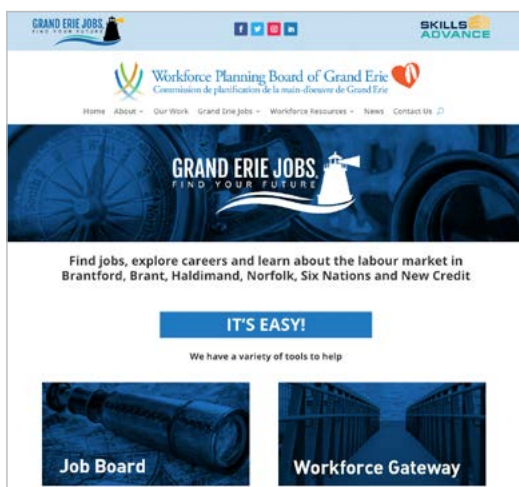 GRAND ERIE JOBS
FIND YOUR FUTURE
SKILLS
ADVANCE
Workforce Planning Board of Grand Erie
Commission de planification de la main-d'oeuvre de Grand Erie
Home About Our Work Grand Erie Jobs Workforce Resources News Contact Us
GRAND ERIE JOBS
FIND YOUR FUTURE
Find jobs, explore careers and learn about the labour market in
Brantford, Brant, Haldimand, Norfolk, Six Nations and New Credit
IT'S EASY!
We have a variety of tools to help
Job Board
Workforce Gateway